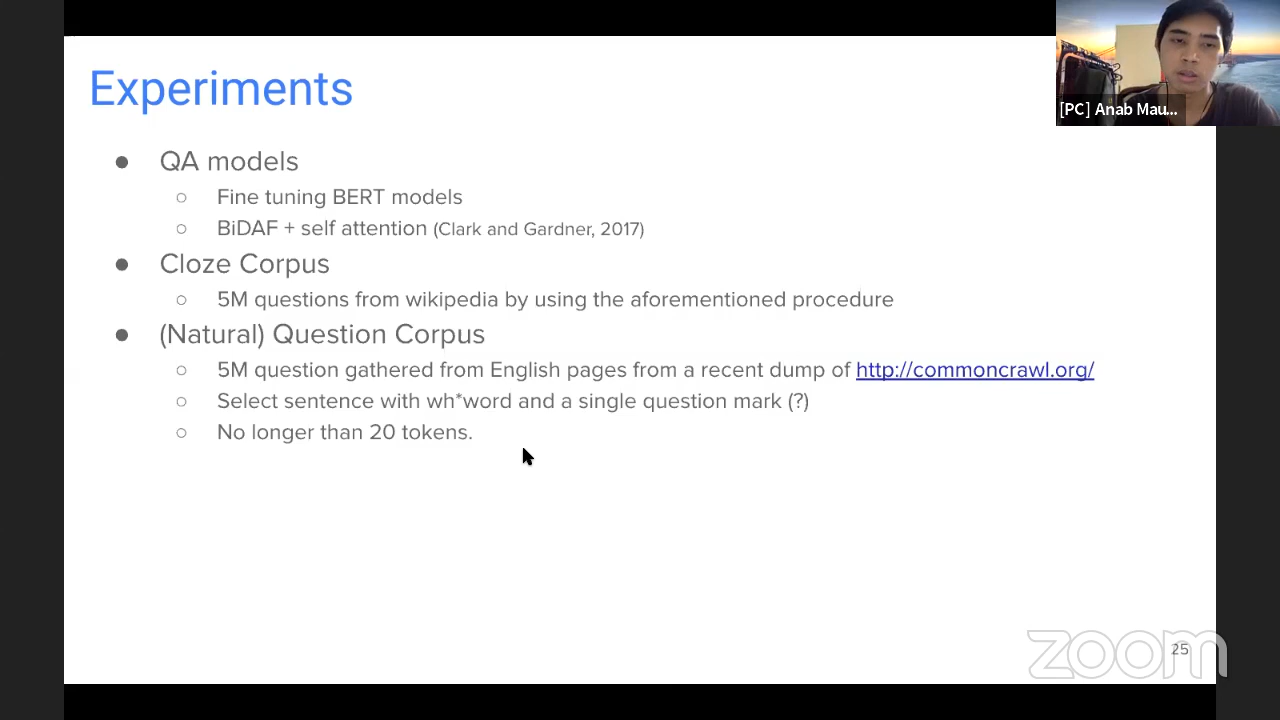 Experiments
[PC] Anab Mau...
● QA models
○ Fine tuning BERT models
○ BiDAF + self attention (Clark and Gardner, 2017)
● Cloze Corpus
○ 5M questions from wikipedia by using the aforementioned procedure
● (Natural) Question Corpus
○ 5M question gathered from English pages from a recent dump of http://commoncrawl.org/
○ Select sentence with wh*word and a single question mark (?)
○ No longer than 20 tokens.
zoom
25